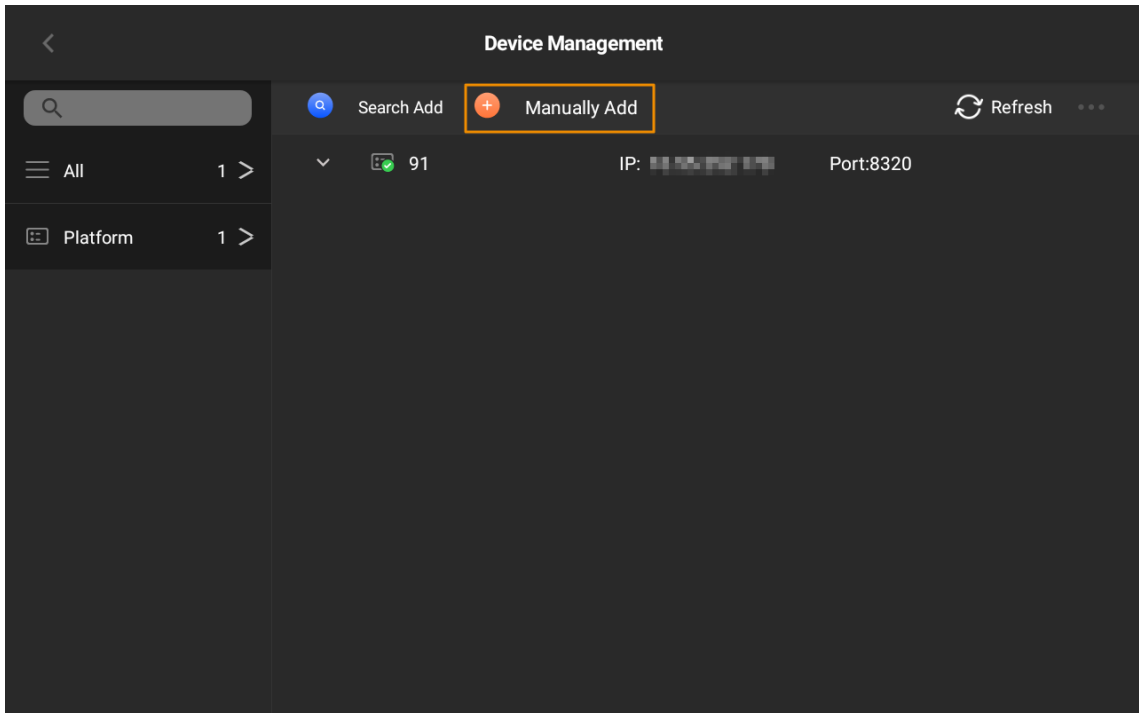 Device Management
Search Add Manually Add Refresh
All 1
Platform 1
91 IP: Port:8320